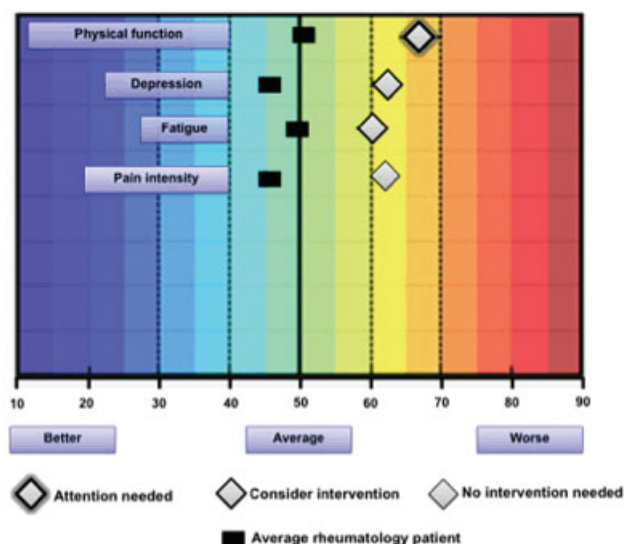 Physical function
Depression
Fatigue
Pain intensity
10 20 30 40 50 60 70 80 90
Better Average Worse
Attention needed Consider intervention No intervention needed
Average rheumatology patient